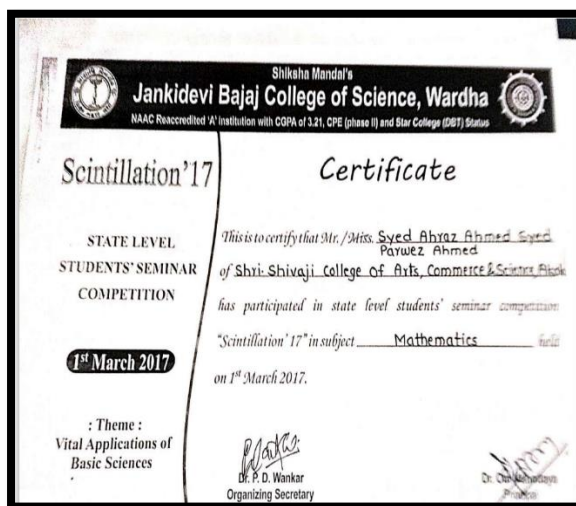 Shiksha Mandal's
Jankidevi Bajaj College of Science, Wardha
NAAC Reaccredited 'A' institution with CGPA of 3.21, CPE (phase II) and Star College (DBT) Status
Scintillation'17
STATE LEVEL
STUDENTS' SEMINAR
COMPETITION
1st March 2017
: Theme :
Vital Applications of
Basic Sciences
Certificate
This is to certify that Mr./Miss. Syed Ahraz Ahmed Syed
Parwez Ahmed
of Shri. Shivaji College of Arts, Commerce & Science,
has participated in state level students' seminar competition
"Scintillation' 17" in subject Mathematics held
on 1st March 2017.
Dr. P. D. Wankar
Organizing Secretary
Dr. Om
Principal